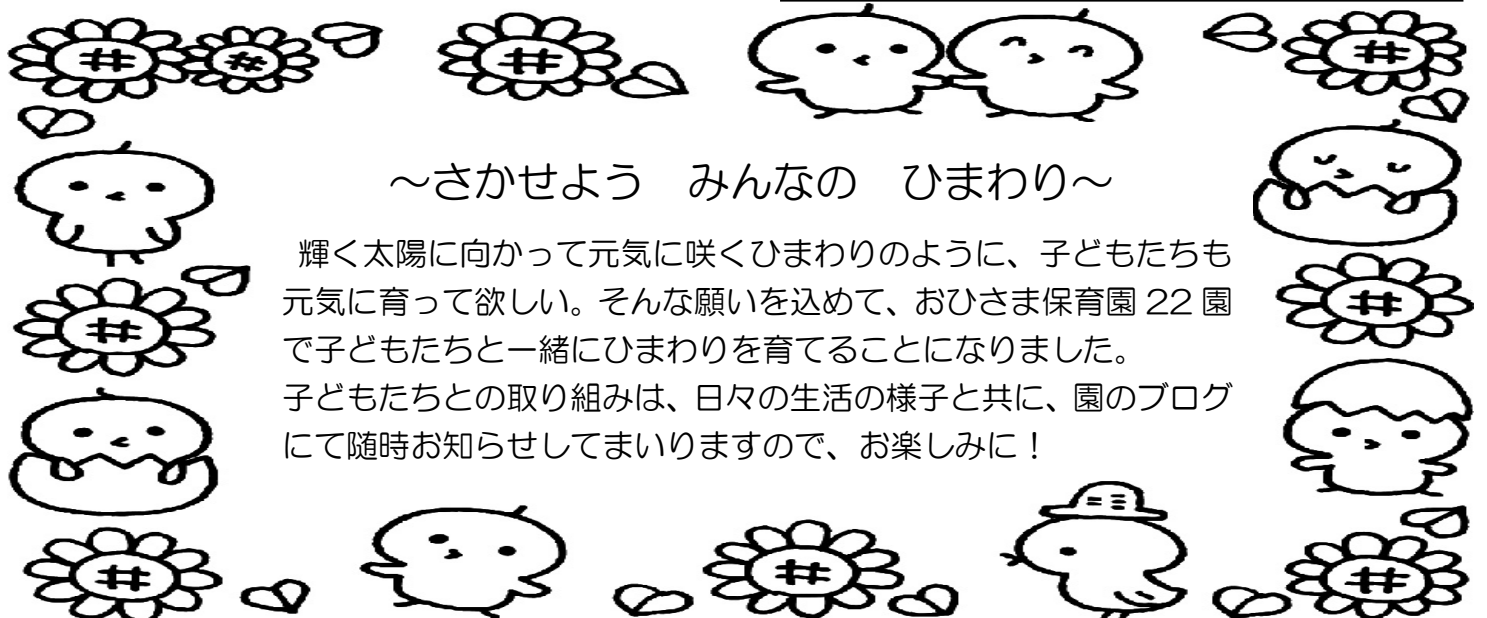 ～さかせよう　みんなの　ひまわり～
輝く太陽に向かって元気に咲くひまわりのように、子どもたちも
元気に育って欲しい。そんな願いを込めて、おひさま保育園 22 園
で子どもたちと一緒にひまわりを育てることになりました。
子どもたちとの取り組みは、日々の生活の様子と共に、園のブログ
にて随時お知らせしてまいりますので、お楽しみに！